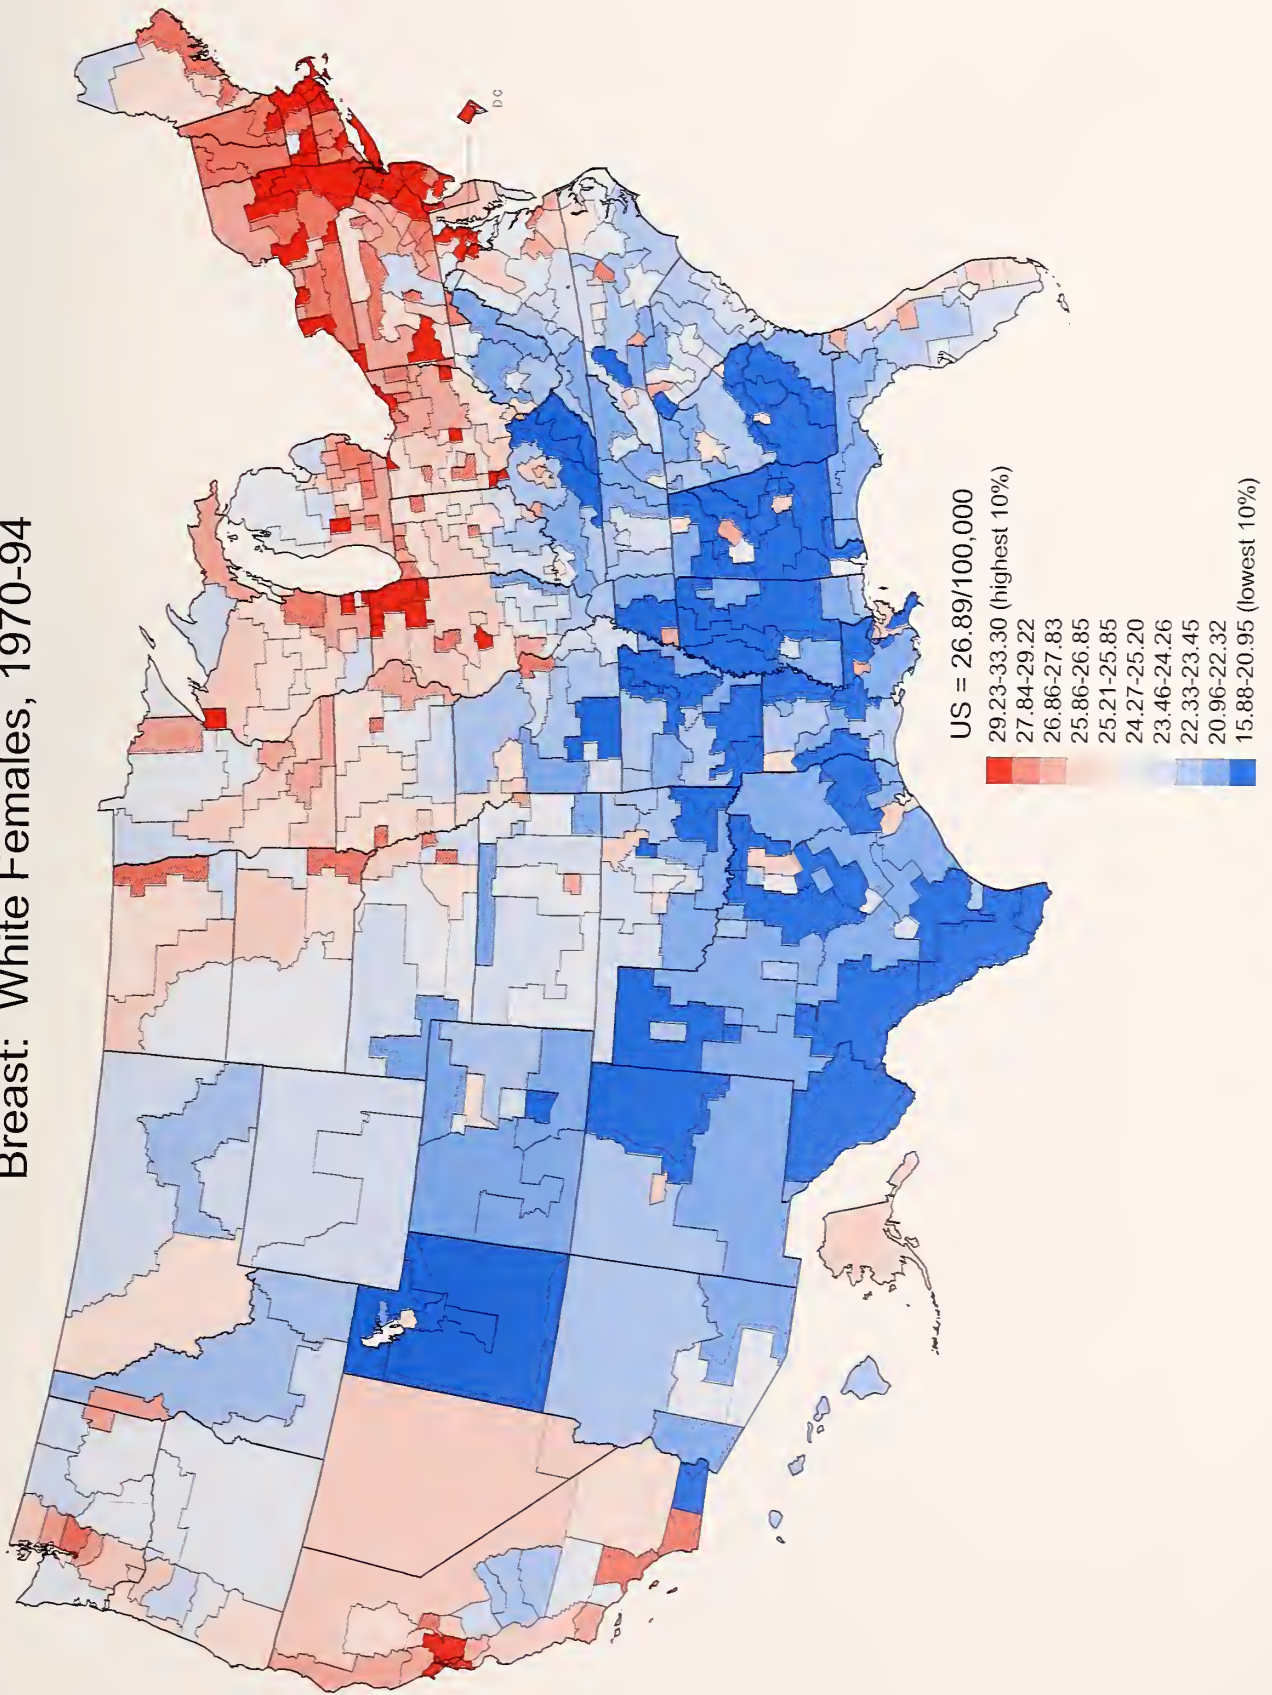 Breast: White Females, 1970-94
DC
US = 26.89/100,000
29.23-33.30 (highest 10%)
27.84-29.22
26.86-27.83
25.86-26.85
25.21-25.85
24.27-25.20
23.46-24.26
22.33-23.45
20.96-22.32
15.88-20.95 (lowest 10%)